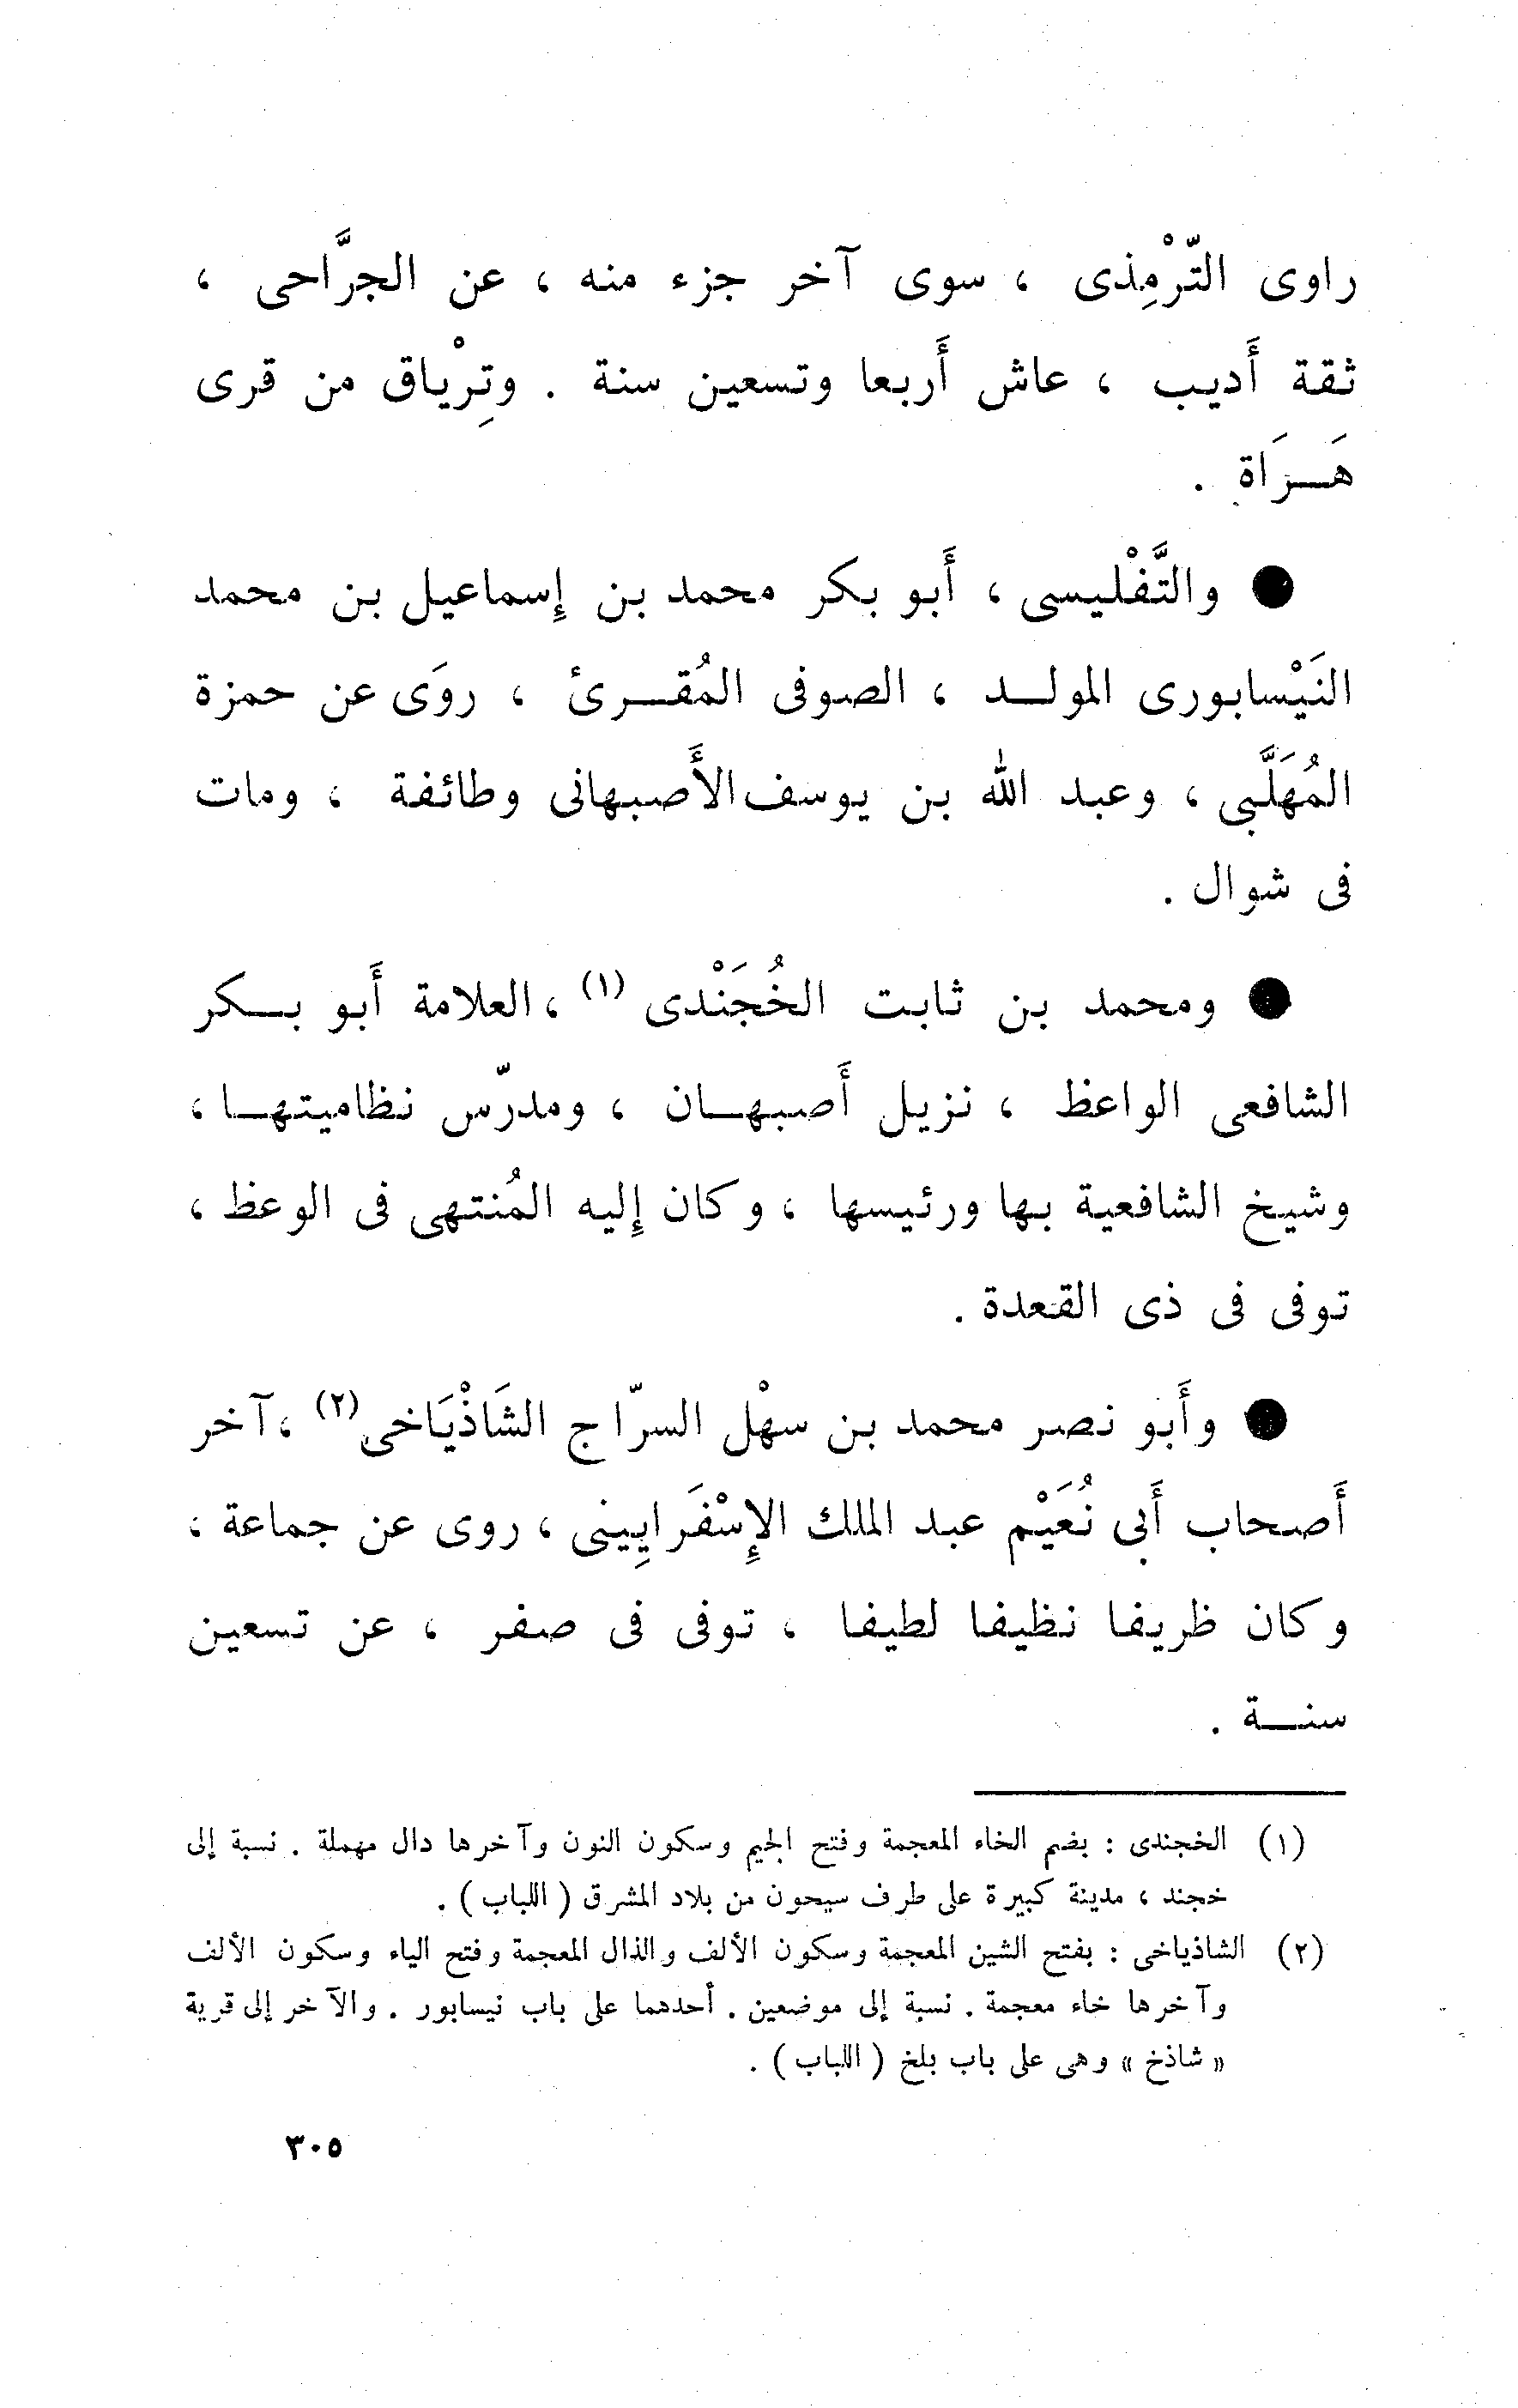 راوى التّرْمِذى ، سوى آخر جزء منه ، عن الجرَّاحى ،
ثقة أَديب ، عاش أَربعا وتسعين سنة . وتِرْياق من قرى
هَـرَاة .
● والتَّفْليسى ، أَبو بكر محمد بن إِسماعيل بن محمد
النَيْسابورى المولـد ، الصوفى المُقـرئ ، روَى عن حمزة
المُهَلَّبى ، وعبد الله بن يوسف الأَصبهانى وطائفة ، ومات
فى شوال .
● ومحمد بن ثابت الخُجَنْدى (١) ، العلامة أَبو بـكر
الشافعى الواعظ ، نزيل أَصبهـان ، ومدرّس نظاميتهـا ،
وشيخ الشافعية بها ورئيسها ، وكان إِليه المُنتهى فى الوعظ ،
توفى فى ذى القعدة .
● وأَبو نصر محمد بن سهْل السرّاج الشَاذْيَاخى (٢) ، آخر
أَصحاب أَبى نُعَيْم عبد الملك الإِسْفَرايِينى ، روى عن جماعة ،
وكان ظريفا نظيفا لطيفا ، توفى فى صفر ، عن تسعين
سنـة .
(١) الخجندى : بضم الخاء المعجمة وفتح الجيم وسكون النون وآخرها دال مهملة . نسبة إلى
خجند ، مدينة كبيرة على طرف سيحون من بلاد المشرق ( اللباب ) .
(٢) الشاذياخى : بفتح الشين المعجمة وسكون الألف والذال المعجمة وفتح الياء وسكون الألف
وآخرها خاء معجمة . نسبة إلى موضعين . أحدهما على باب نيسابور . والآخر إلى قرية
« شاذخ » وهى على باب بلخ ( اللباب ) .
٣٠٥